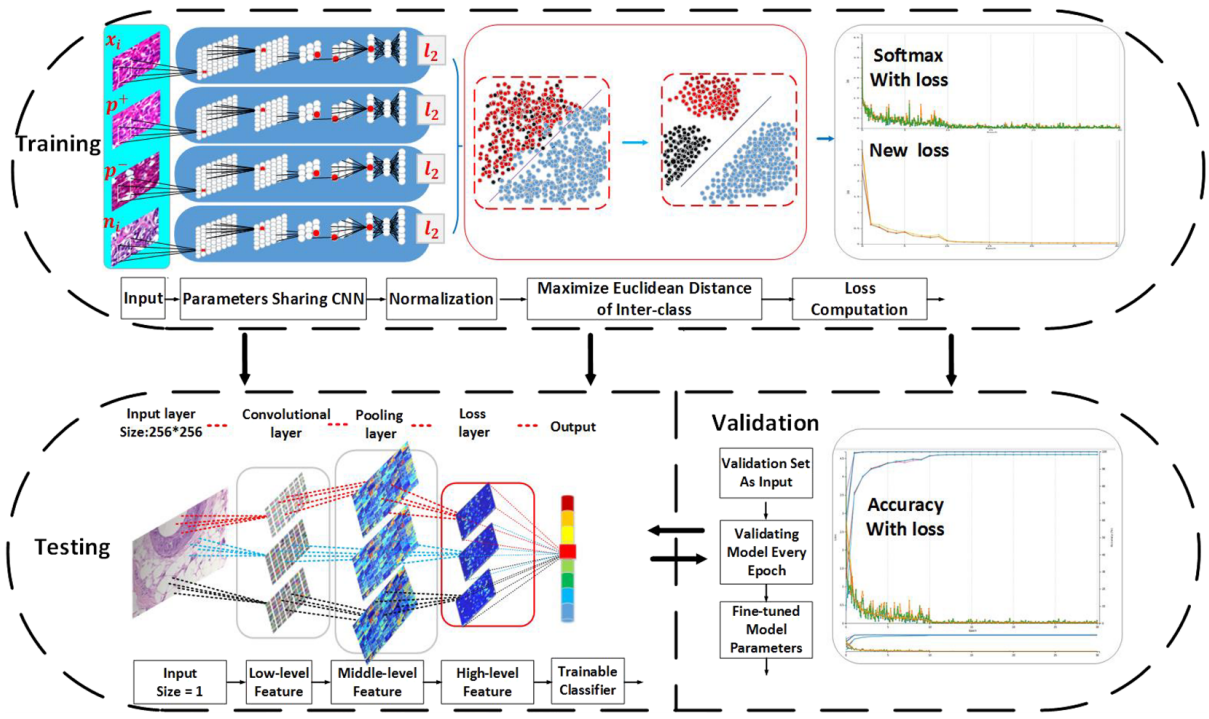 Training
x_i
p^+
p^-
n_i
l_2
l_2
l_2
l_2
Softmax
With loss
New loss
Input
Parameters Sharing CNN
Normalization
Maximize Euclidean Distance
of Inter-class
Loss
Computation
Testing
Input layer
Size:256*256
Convolutional
layer
Pooling
layer
Loss
layer
Output
Input
Size = 1
Low-level
Feature
Middle-level
Feature
High-level
Feature
Trainable
Classifier
Validation
Validation Set
As Input
Validating
Model Every
Epoch
Fine-tuned
Model
Parameters
Accuracy
With loss